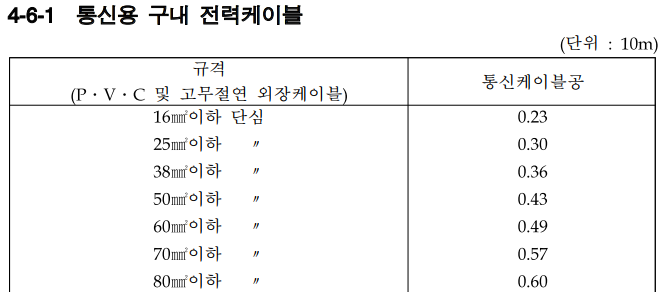 4-6-1 통신용 구내 전력케이블
(단위 : 10m)
규격
(P·V·C 및 고무절연 외장케이블)
통신케이블공
16㎟이하 단심 0.23
25㎟이하 〃 0.30
38㎟이하 〃 0.36
50㎟이하 〃 0.43
60㎟이하 〃 0.49
70㎟이하 〃 0.57
80㎟이하 〃 0.60